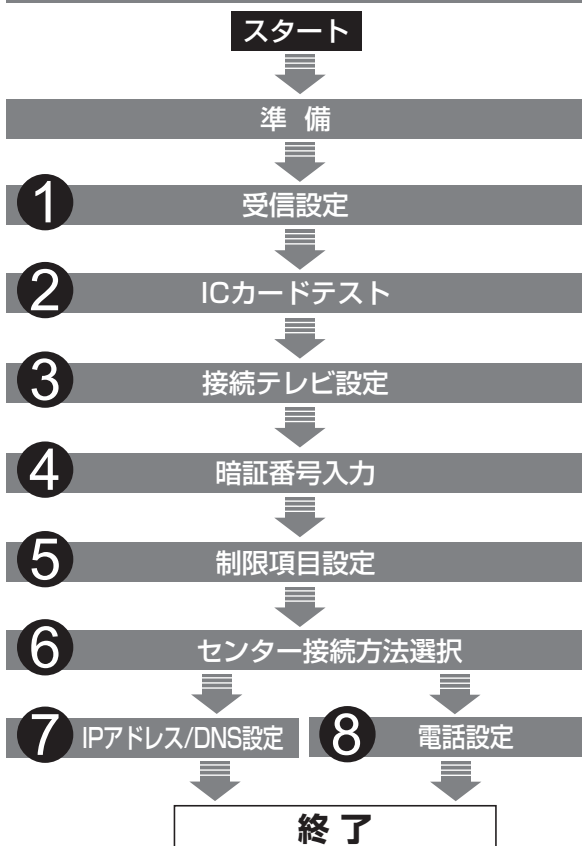 スタート
準 備
1 受信設定
2 ICカードテスト
3 接続テレビ設定
4 暗証番号入力
5 制限項目設定
6 センター接続方法選択
7 IPアドレス/DNS設定 8 電話設定
終 了